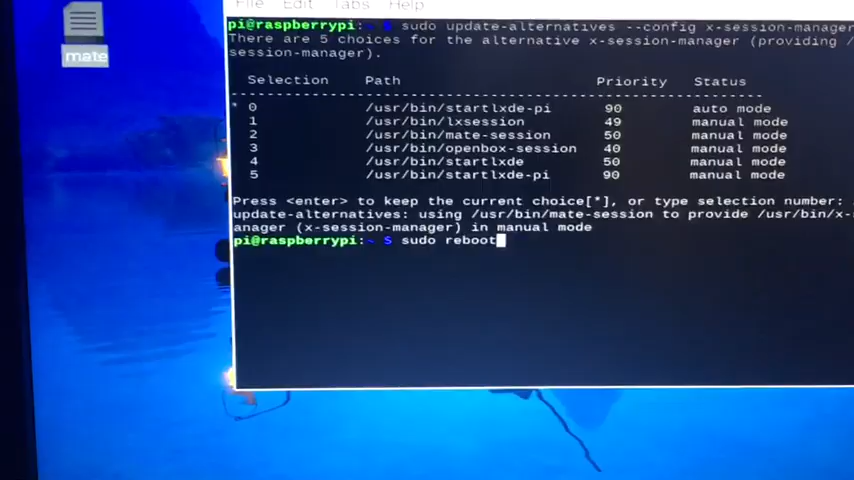 File Edit Tabs Help
mate
pi@raspberrypi:~ $ sudo update-alternatives --config x-session-manager
There are 5 choices for the alternative x-session-manager (providing /
session-manager).
Selection Path Priority Status
------------------------------------------------------------
* 0 /usr/bin/startlxde-pi 90 auto mode
1 /usr/bin/lxsession 49 manual mode
2 /usr/bin/mate-session 50 manual mode
3 /usr/bin/openbox-session 40 manual mode
4 /usr/bin/startlxde 50 manual mode
5 /usr/bin/startlxde-pi 90 manual mode
Press <enter> to keep the current choice[*], or type selection number:
update-alternatives: using /usr/bin/mate-session to provide /usr/bin/x-
anager (x-session-manager) in manual mode
pi@raspberrypi:~ $ sudo reboot